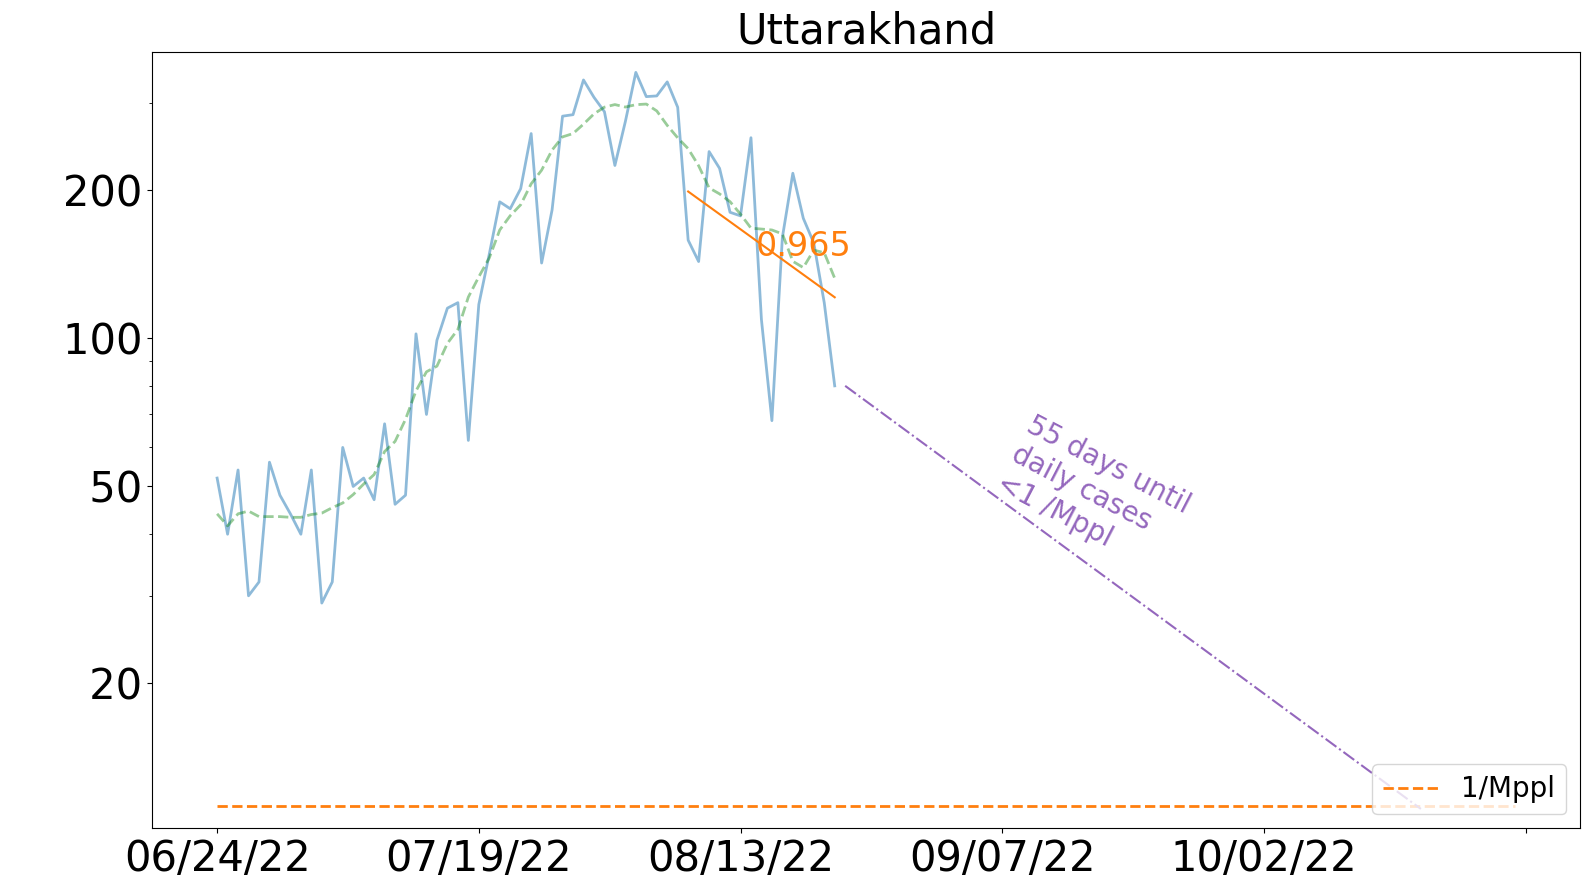 Uttarakhand
200
100
50
20
0.965
55 days until
daily cases
<1 /Mppl
1/Mppl
06/24/22
07/19/22
08/13/22
09/07/22
10/02/22